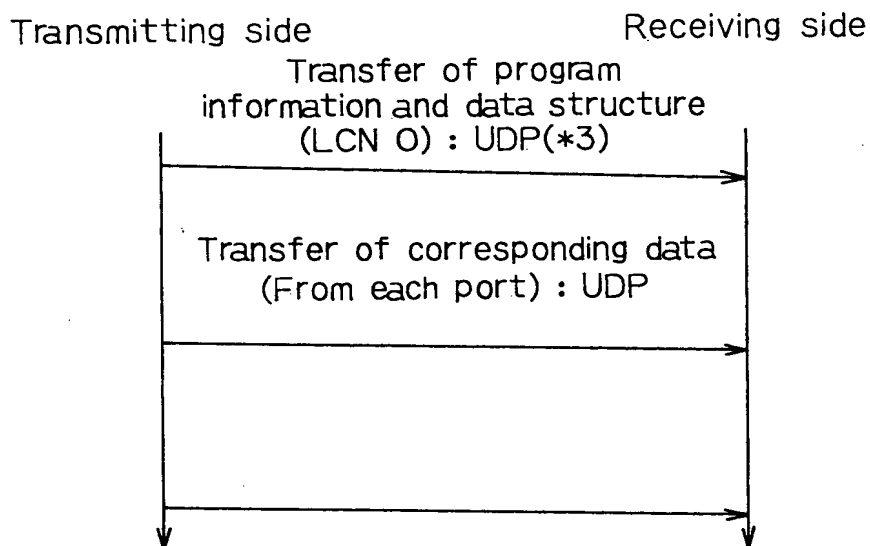 Transmitting side
Receiving side
Transfer of program
information and data structure
(LCN 0) : UDP(*3)
Transfer of corresponding data
(From each port) : UDP